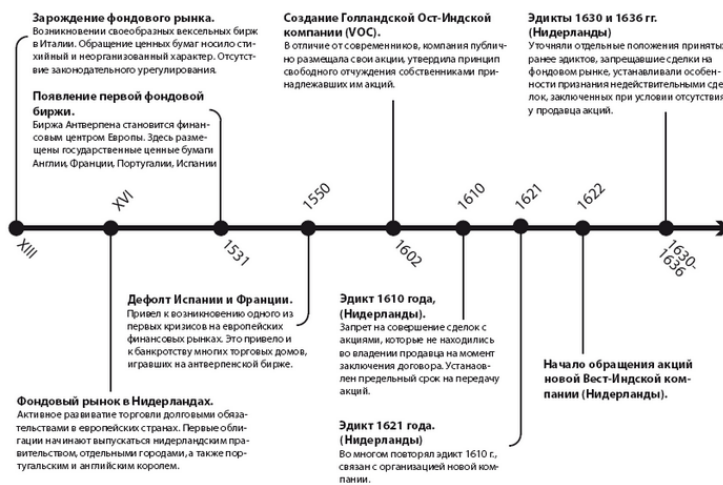 Зарождение фондового рынка.
Возникновении своеобразных вексельных бирж
в Италии. Обращение ценных бумаг носило сти-
хийный и неорганизованный характер. Отсутс-
твие законодательного урегулирования.
Появление первой фондовой
биржи.
Биржа Антверпена становится финан-
совым центром Европы. Здесь разме-
щены государственные ценные бумаги
Англии, Франции, Португалии, Испании
Создание Голландской Ост-Индской
компании (VOC).
В отличие от современников, компания публич-
но размещала свои акции, утвердила принцип
свободного отчуждения собственниками при-
надлежавших им акций.
Эдикты 1630 и 1636 гг.
(Нидерланды)
Уточняли отдельные положения принятых
ранее эдиктов, запрещавшие сделки на
фондовом рынке, устанавливали особен-
ности признания недействительными сде-
лок, заключенных при условии отсутствия
у продавца акций.
XIII
XVI
1531
1550
1602
1610
1621
1622
1630-
1636
Дефолт Испании и Франции.
Привел к возникновению одного из
первых кризисов на европейских
финансовых рынках. Это привело и
к банкротству многих торговых домов,
игравших на антверпенской бирже.
Фондовый рынок в Нидерландах.
Активное развитие торговли долговыми обяза-
тельствами в европейских странах. Первые обли-
гации начинают выпускаться нидерландским пра-
вительством, отдельными городами, а также пор-
тугальским и английским королем.
Эдикт 1610 года,
(Нидерланды).
Запрет на совершение сделок с
акциями, которые не находились
во владении продавца на момент
заключения договора. Устанаов-
лен предельный срок на передачу
акций.
Эдикт 1621 года.
(Нидерланды)
Во многом повторял эдикт 1610 г.,
связан с организацией новой ком-
пании.
Начало обращения акций
новой Вест-Индской ком-
пании (Нидерланды).